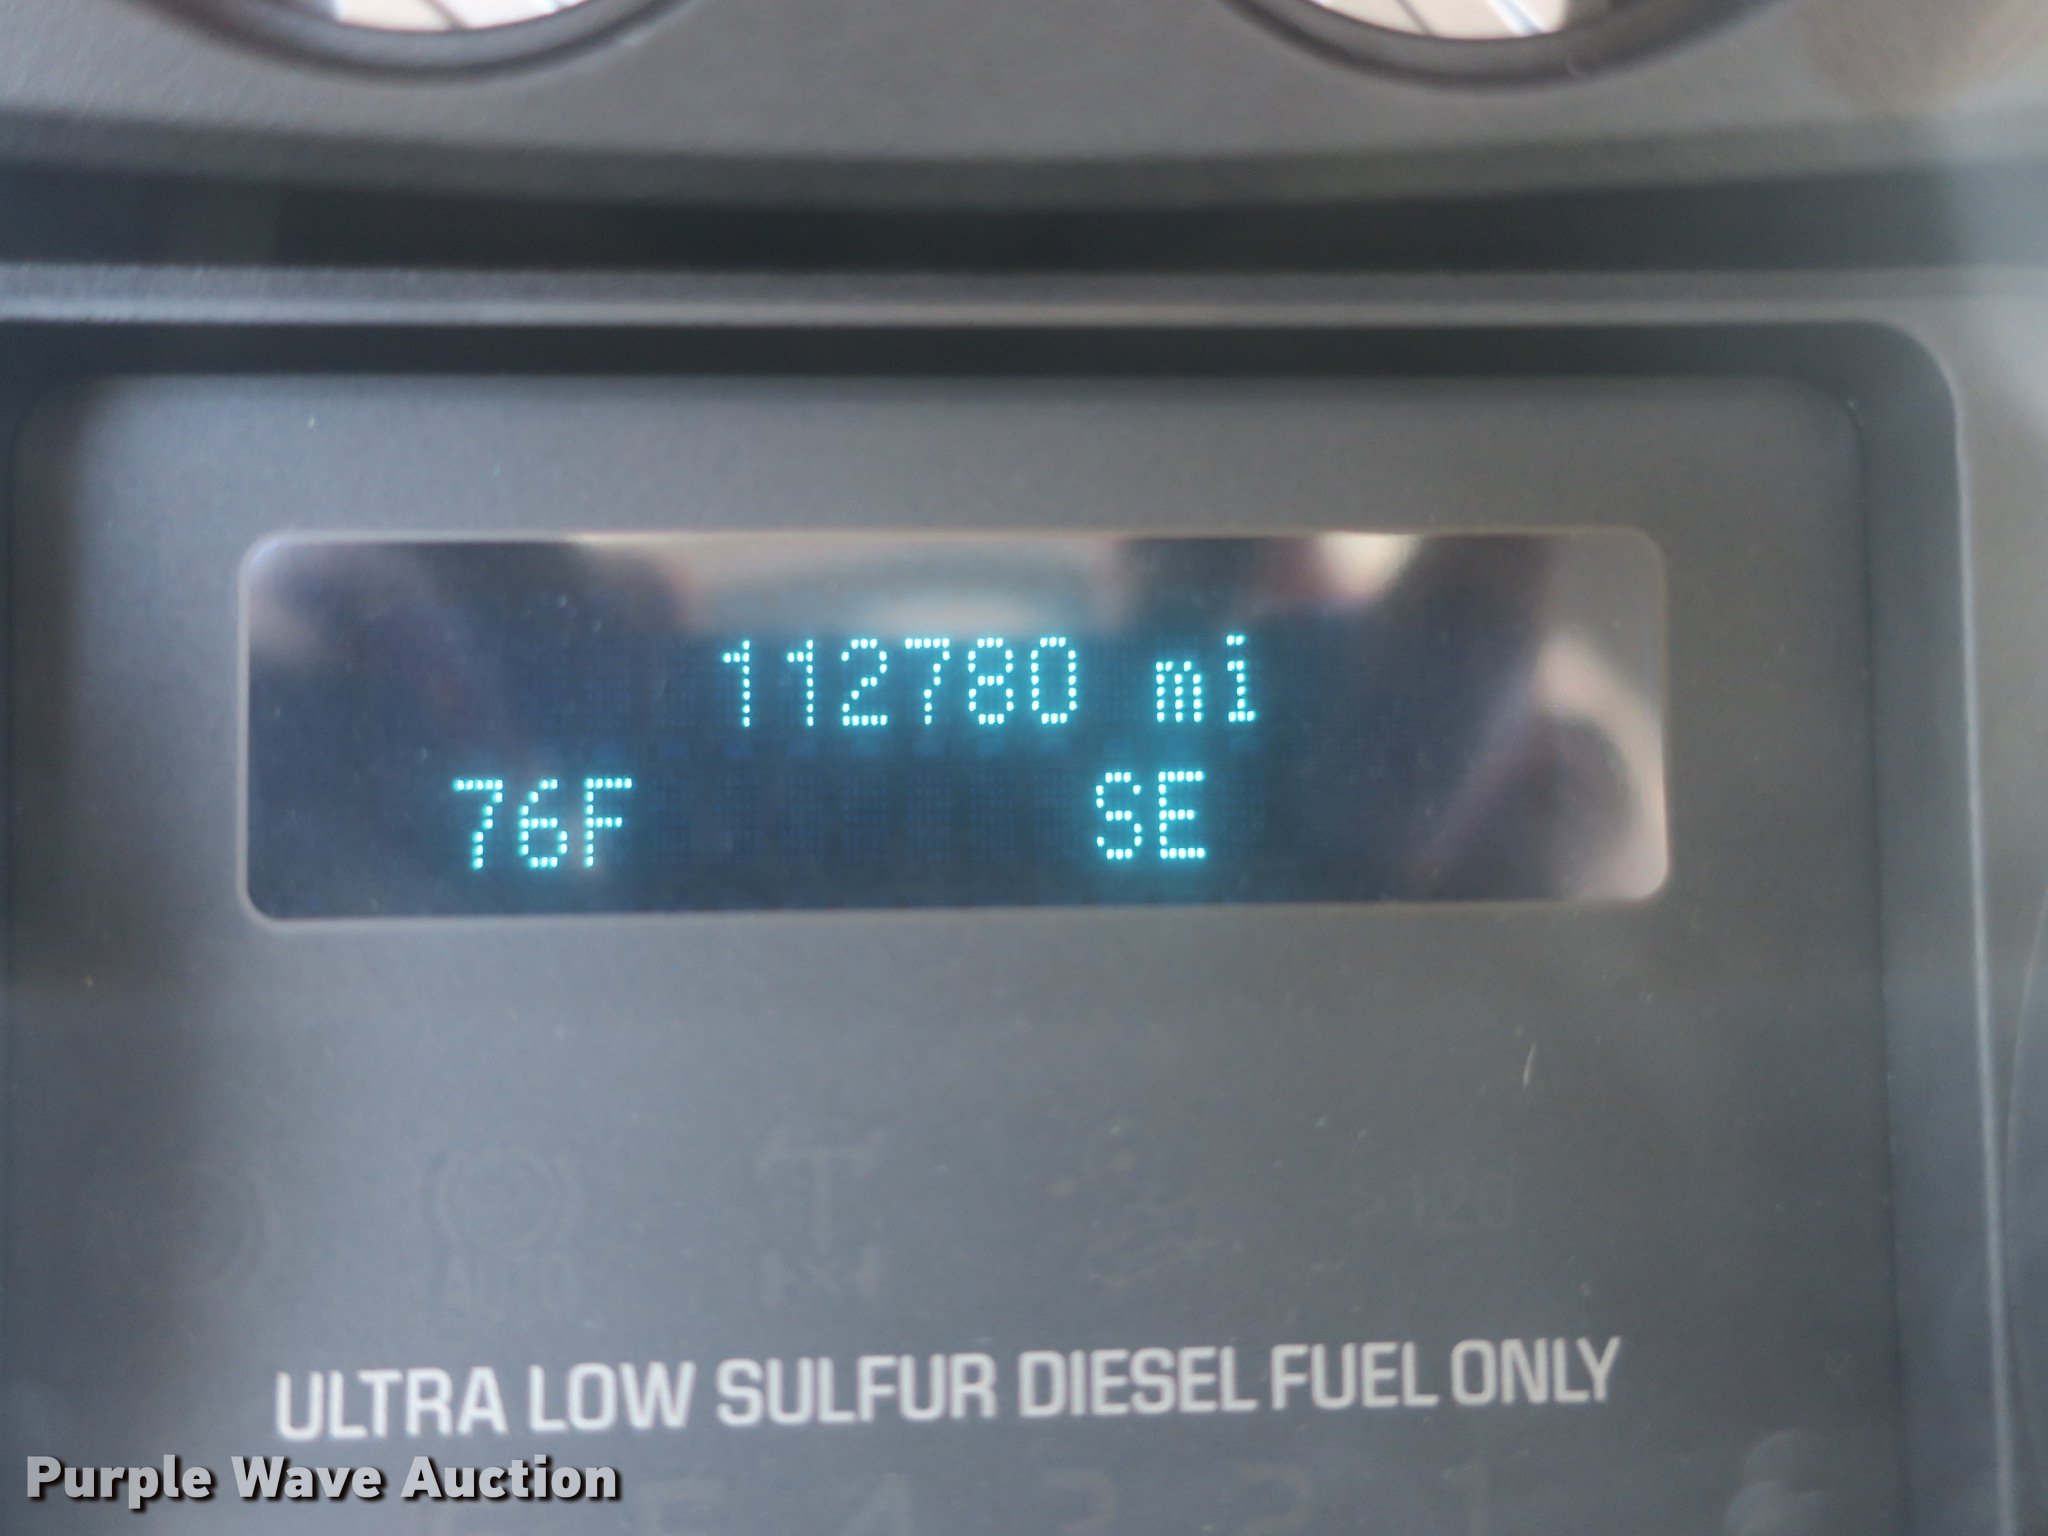 112780 mi
76F SE
ULTRA LOW SULFUR DIESEL FUEL ONLY
Purple Wave Auction